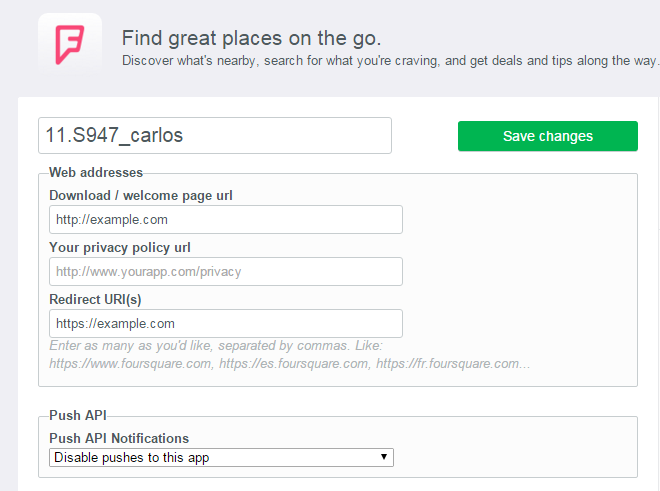 Find great places on the go.
Discover what's nearby, search for what you're craving, and get deals and tips along the way.
11.S947_carlos
Save changes
Web addresses
Download / welcome page url
http://example.com
Your privacy policy url
http://www.yourapp.com/privacy
Redirect URI(s)
https://example.com
Enter as many as you'd like, separated by commas. Like:
https://www.foursquare.com, https://es.foursquare.com, https://fr.foursquare.com...
Push API
Push API Notifications
Disable pushes to this app